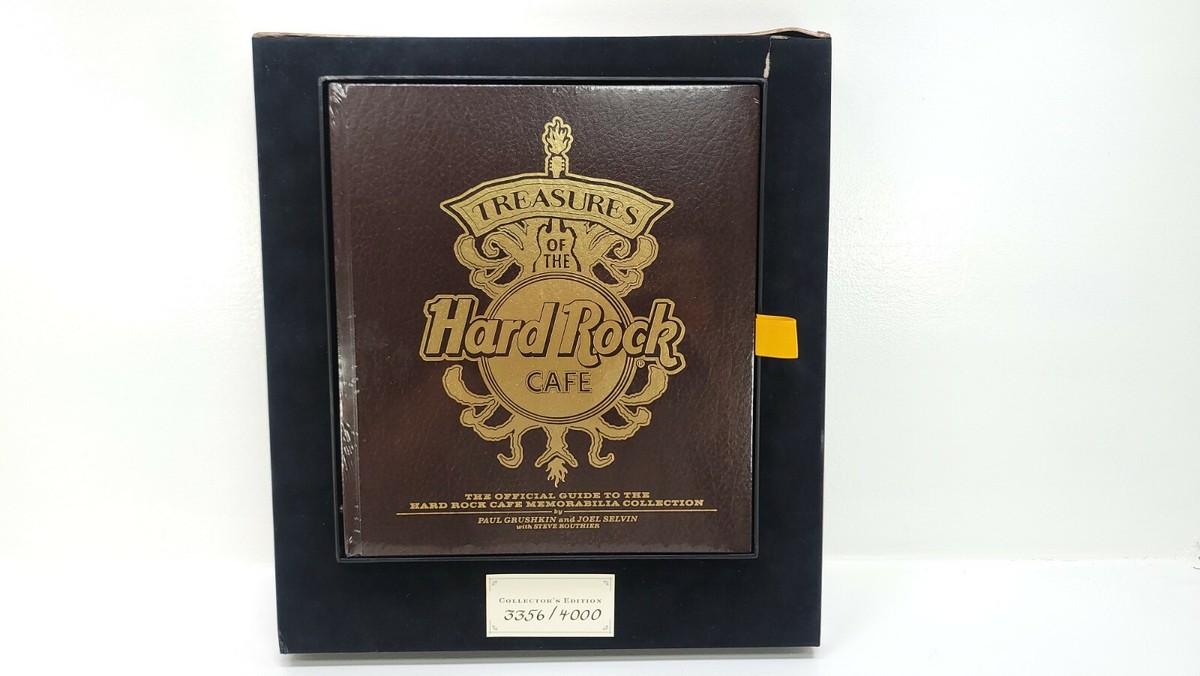 TREASURES
OF
THE
Hard Rock
®
CAFE
THE OFFICIAL GUIDE TO THE
HARD ROCK CAFE MEMORABILIA COLLECTION
by
PAUL GRUSHKIN and JOEL SELVIN
with STEVE ROUTHIER
COLLECTOR'S EDITION
3356/4000